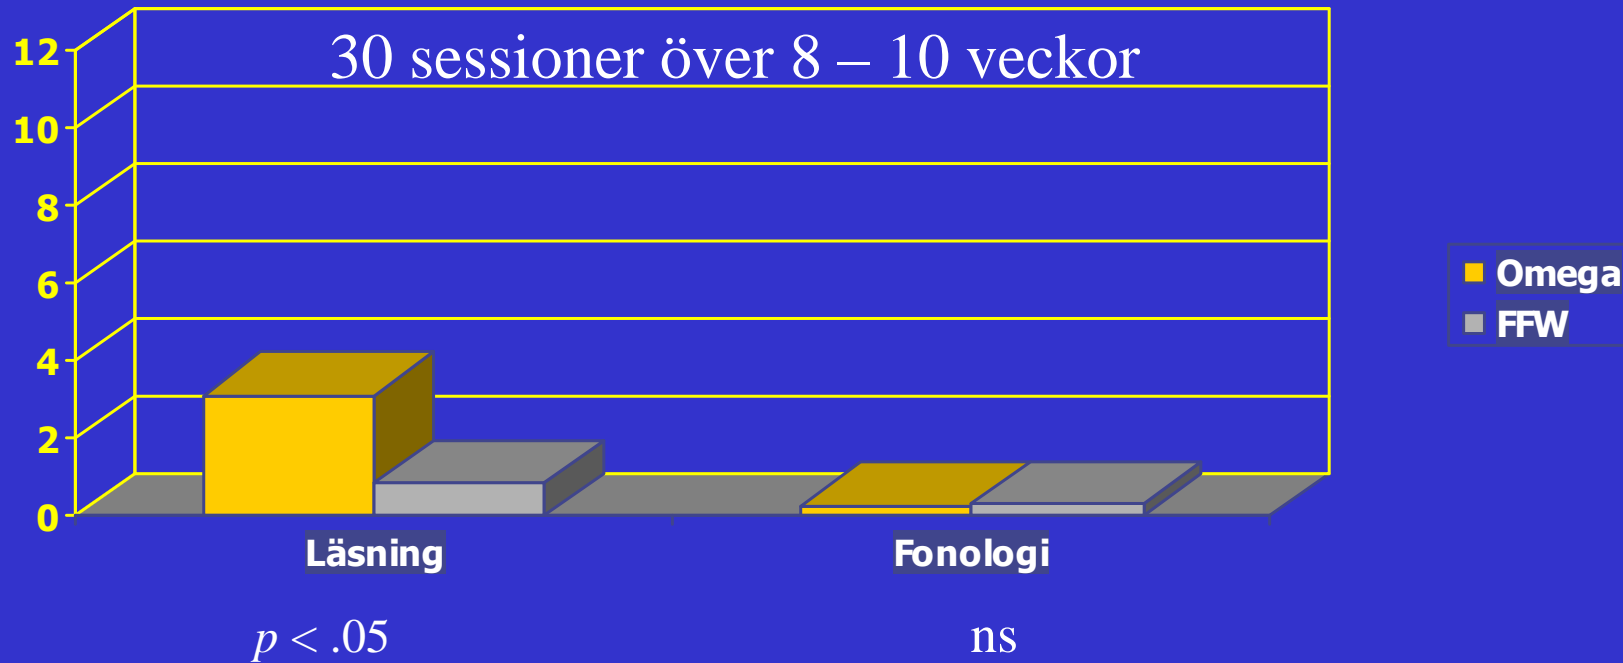 30 sessioner över 8 – 10 veckor
12
10
8
6
4
2
0
Omega
FFW
Läsning
Fonologi
p < .05
ns